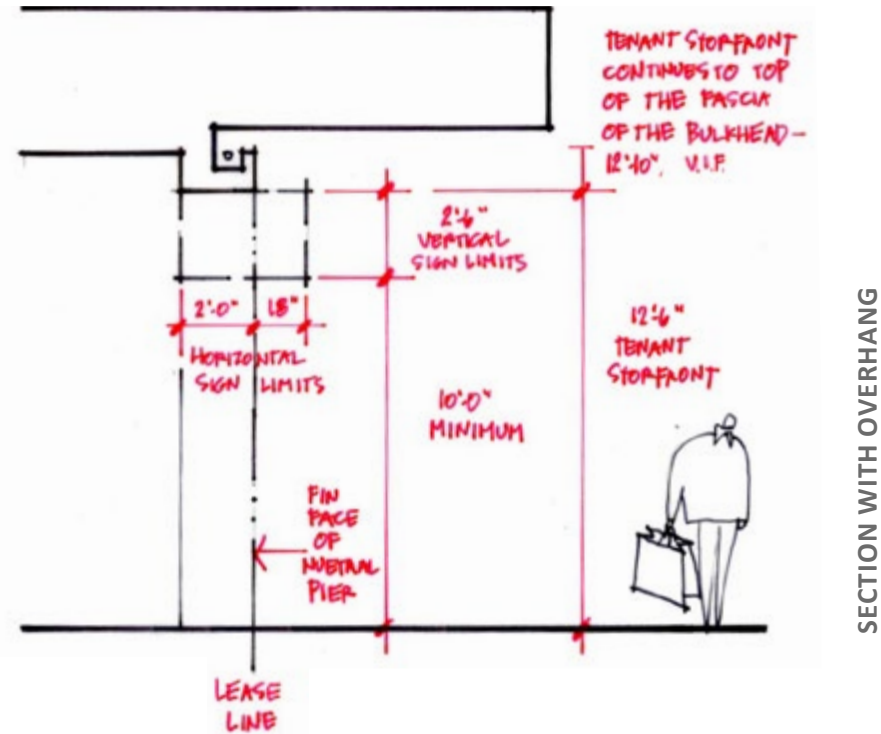 TENANT STORFRONT
CONTINUES TO TOP
OF THE FASCIA
OF THE BULKHEAD -
12'-10", V.I.F.
2'-6"
VERTICAL
SIGN LIMITS
2'-0" 18"
HORIZONTAL
SIGN LIMITS
12'-6"
TENANT
STORFRONT
10'-0"
MINIMUM
FIN
FACE
OF
NUETRAL
PIER
LEASE
LINE
SECTION WITH OVERHANG